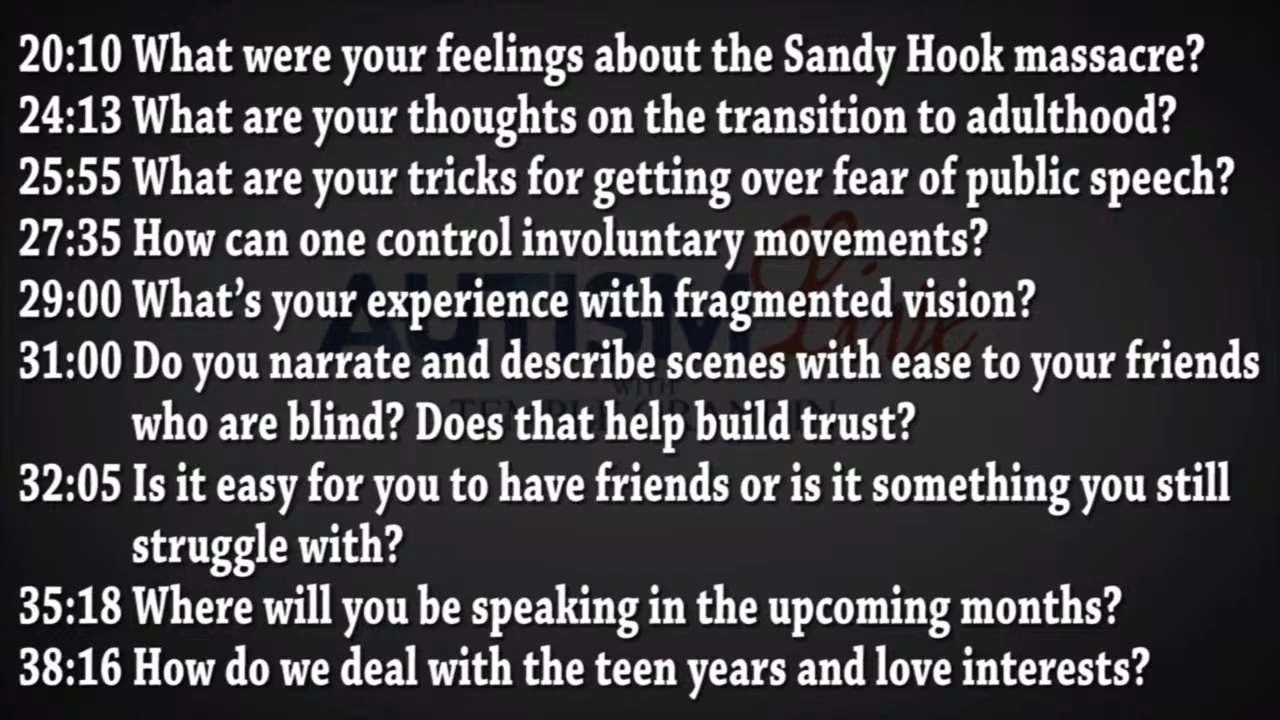 20:10 What were your feelings about the Sandy Hook massacre?
24:13 What are your thoughts on the transition to adulthood?
25:55 What are your tricks for getting over fear of public speech?
27:35 How can one control involuntary movements?
29:00 What's your experience with fragmented vision?
31:00 Do you narrate and describe scenes with ease to your friends
who are blind? Does that help build trust?
32:05 Is it easy for you to have friends or is it something you still
struggle with?
35:18 Where will you be speaking in the upcoming months?
38:16 How do we deal with the teen years and love interests?
AUTISM Link
with
TEMPLE GRANDIN